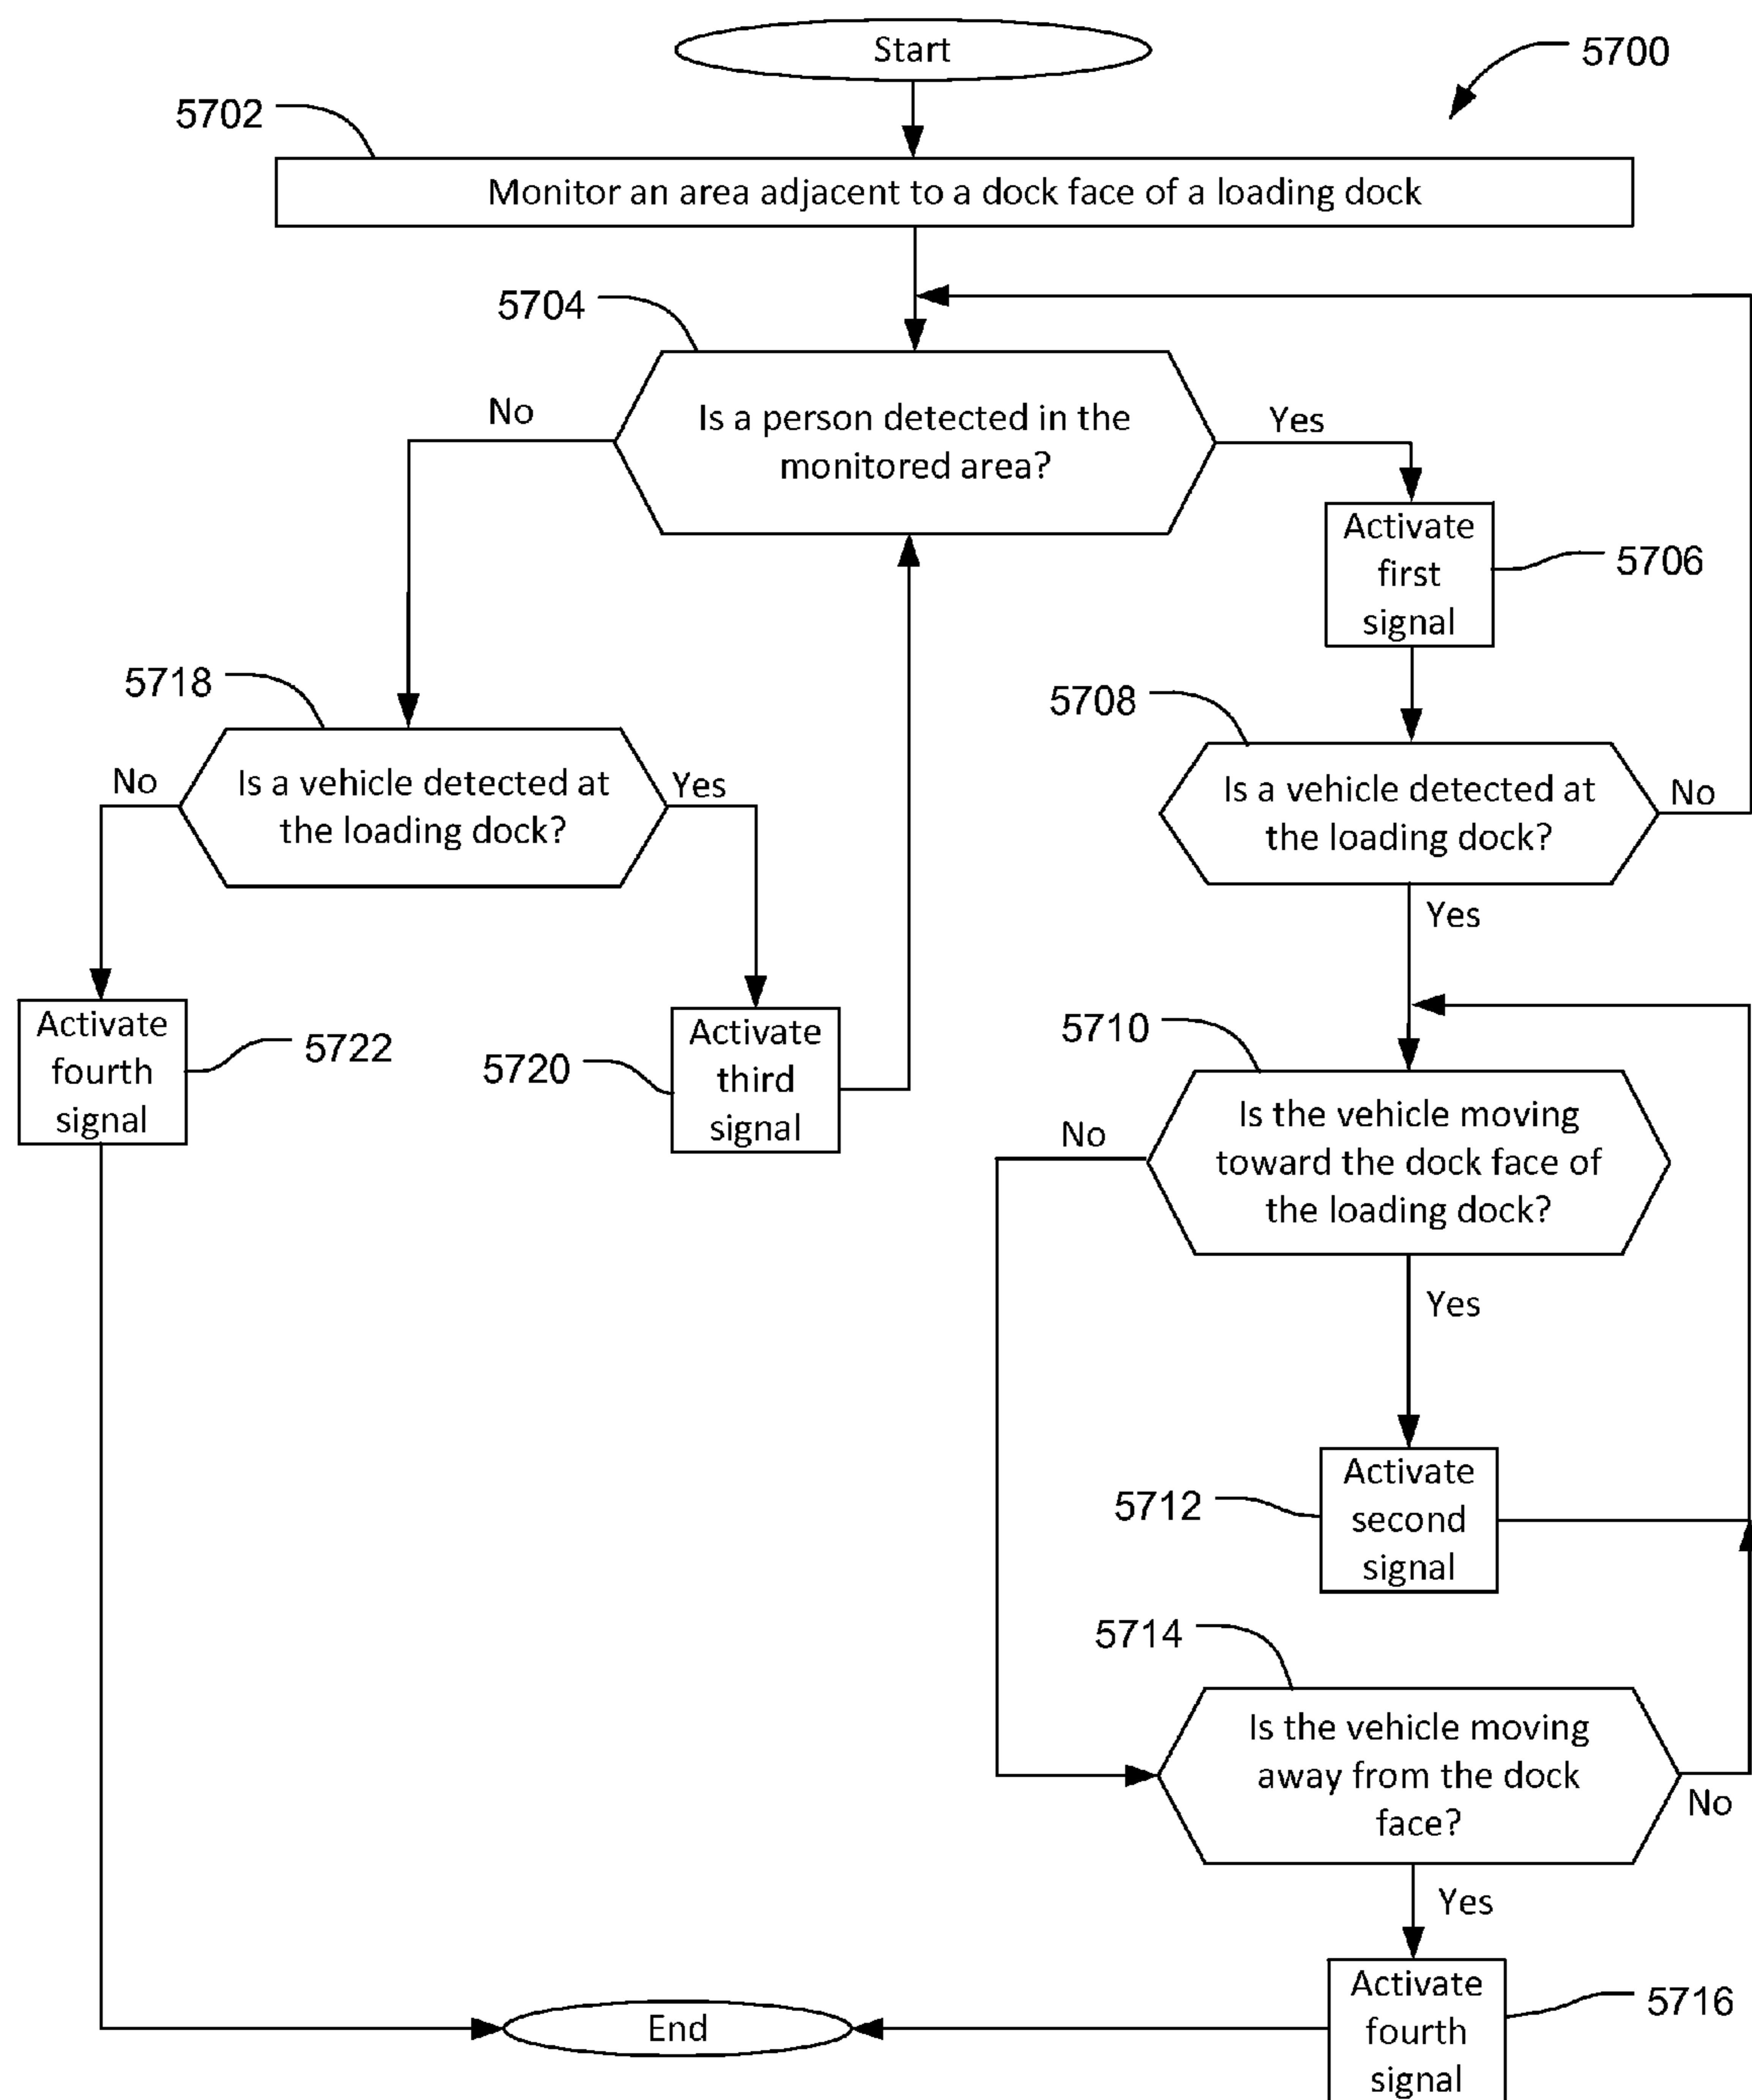 Start
5700
5702
Monitor an area adjacent to a dock face of a loading dock
5704
No
Is a person detected in the
monitored area?
Yes
Activate
first
signal
5706
5718
No
Is a vehicle detected at
the loading dock?
Yes
5708
Is a vehicle detected at
the loading dock?
No
Yes
Activate
fourth
signal
5722
5720
Activate
third
signal
5710
No
Is the vehicle moving
toward the dock face of
the loading dock?
Yes
5712
Activate
second
signal
5714
Is the vehicle moving
away from the dock
face?
No
Yes
End
Activate
fourth
signal
5716